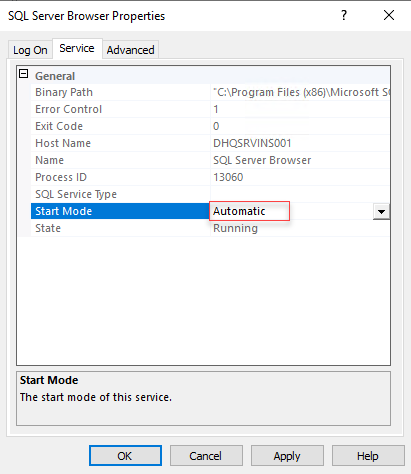 SQL Server Browser Properties
? ×
Log On Service Advanced
General
Binary Path "C:\Program Files (x86)\Microsoft SQ
Error Control 1
Exit Code 0
Host Name DHQSRVINS001
Name SQL Server Browser
Process ID 13060
SQL Service Type
Start Mode Automatic
State Running
Start Mode
The start mode of this service.
OK Cancel Apply Help